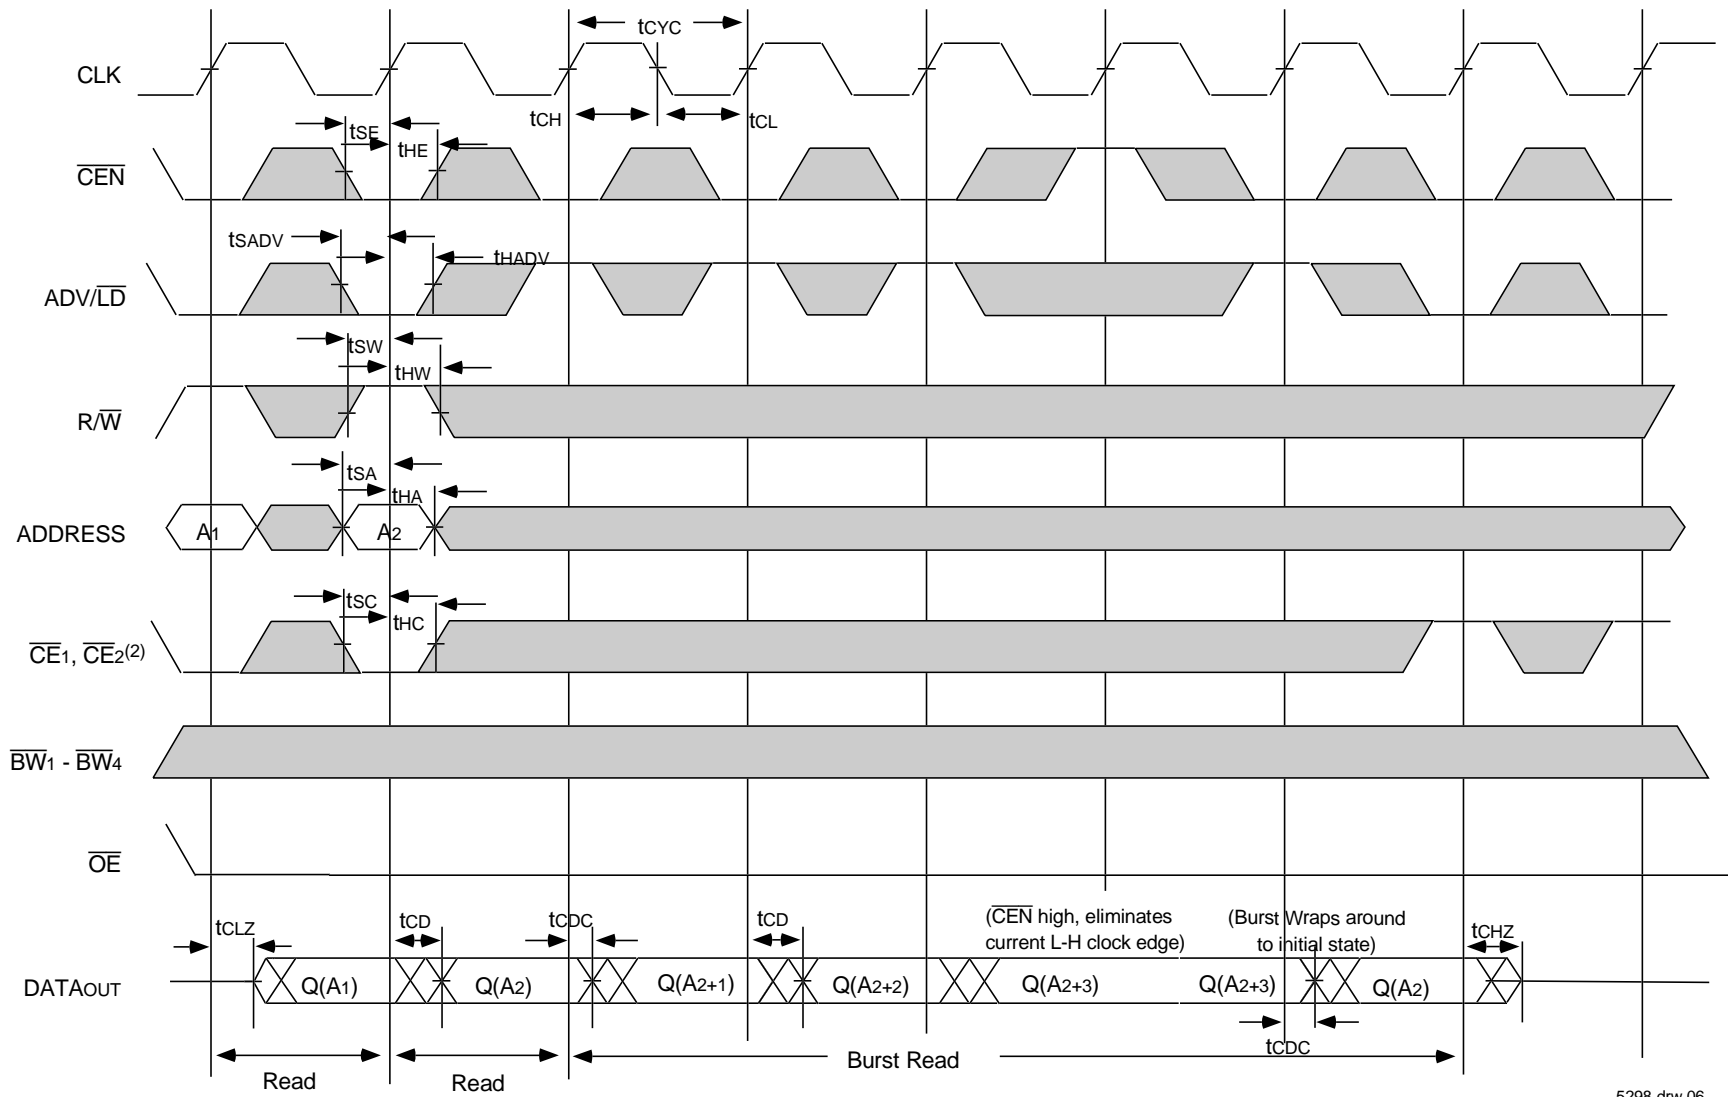 tCYC
CLK
tCH
tCL
tSE
tHE
CEN
tSADV
tHADV
ADV/LD
tSW
tHW
R/W
tSA
tHA
ADDRESS
A1
A2
tSC
tHC
CE1, CE2(2)
BW1 - BW4
OE
tCLZ
tCD
tCDC
tCD
(CEN high, eliminates
current L-H clock edge)
(Burst Wraps around
to initial state)
tCHZ
DATAOUT
Q(A1)
Q(A2)
Q(A2+1)
Q(A2+2)
Q(A2+3)
Q(A2+3)
Q(A2)
tCDC
Read
Read
Burst Read
5298 drw 06